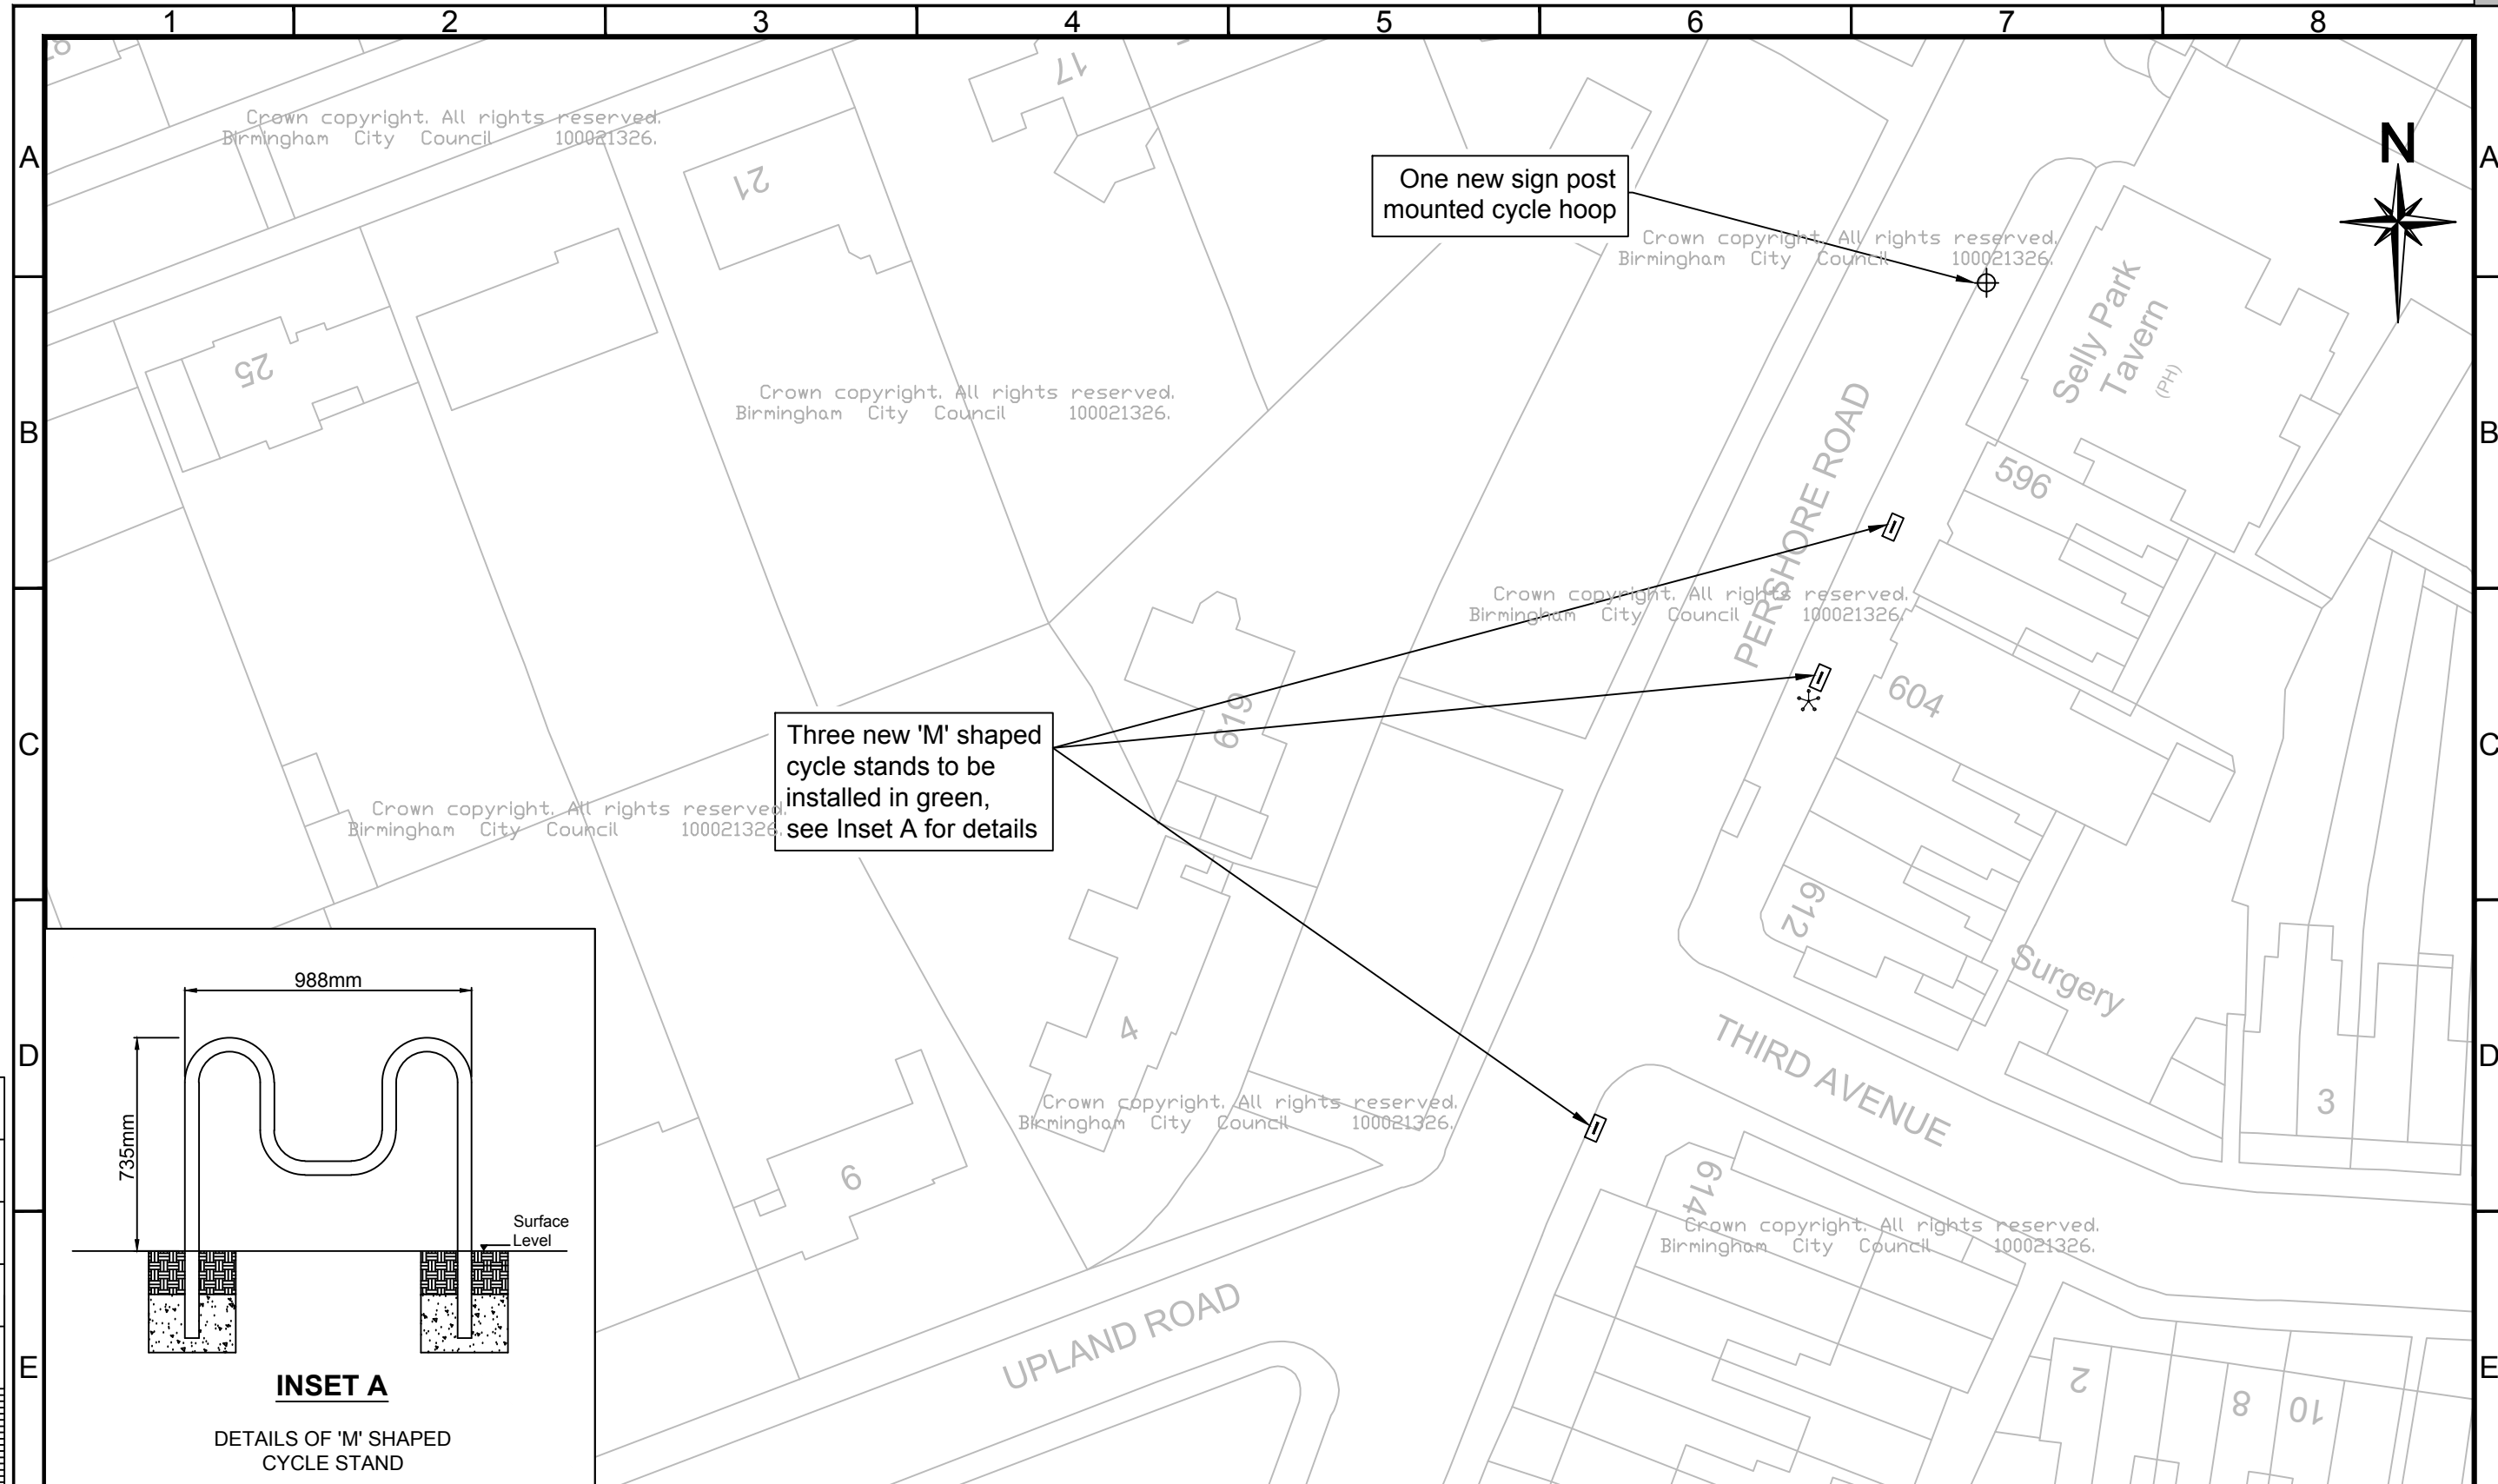 1 2 3 4 5 6 7 8
17
Crown copyright. All rights reserved.
Birmingham City Council 100021326.
A
A
N
21
One new sign post
mounted cycle hoop
Crown copyright. All rights reserved.
Birmingham City Council 100021326.
Selly Park
Tavern
(PH)
25
Crown copyright. All rights reserved.
Birmingham City Council 100021326.
B
B
PERSHORE ROAD
596
Crown copyright. All rights reserved.
Birmingham City Council 100021326.
619
604
C
C
Three new 'M' shaped
cycle stands to be
installed in green,
see Inset A for details
Crown copyright. All rights reserved.
Birmingham City Council 100021326.
612
Surgery
988mm
4
THIRD AVENUE
D
D
3
Crown copyright. All rights reserved.
Birmingham City Council 100021326.
735mm
9
614
Surface
Level
Crown copyright. All rights reserved.
Birmingham City Council 100021326.
UPLAND ROAD
E
E
INSET A
2
8
10
DETAILS OF 'M' SHAPED
CYCLE STAND